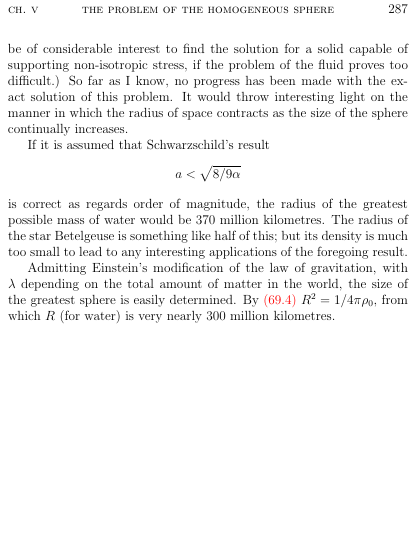 CH. V THE PROBLEM OF THE HOMOGENEOUS SPHERE 287
be of considerable interest to find the solution for a solid capable of
supporting non-isotropic stress, if the problem of the fluid proves too
difficult.) So far as I know, no progress has been made with the ex-
act solution of this problem. It would throw interesting light on the
manner in which the radius of space contracts as the size of the sphere
continually increases.
If it is assumed that Schwarzschild's result
a < √8/9α
is correct as regards order of magnitude, the radius of the greatest
possible mass of water would be 370 million kilometres. The radius of
the star Betelgeuse is something like half of this; but its density is much
too small to lead to any interesting applications of the foregoing result.
Admitting Einstein's modification of the law of gravitation, with
λ depending on the total amount of matter in the world, the size of
the greatest sphere is easily determined. By (69.4) R² = 1/4πρ₀, from
which R (for water) is very nearly 300 million kilometres.